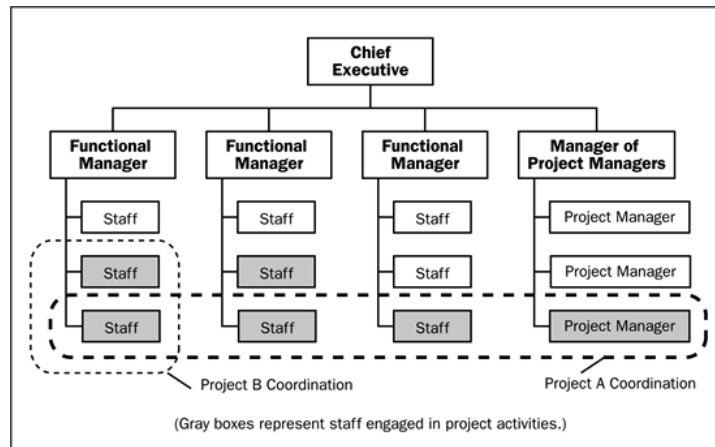 Chief
Executive
Functional
Manager
Functional
Manager
Functional
Manager
Manager of
Project Managers
Staff
Staff
Staff
Project Manager
Staff
Staff
Staff
Project Manager
Staff
Staff
Staff
Project Manager
Project B Coordination
Project A Coordination
(Gray boxes represent staff engaged in project activities.)